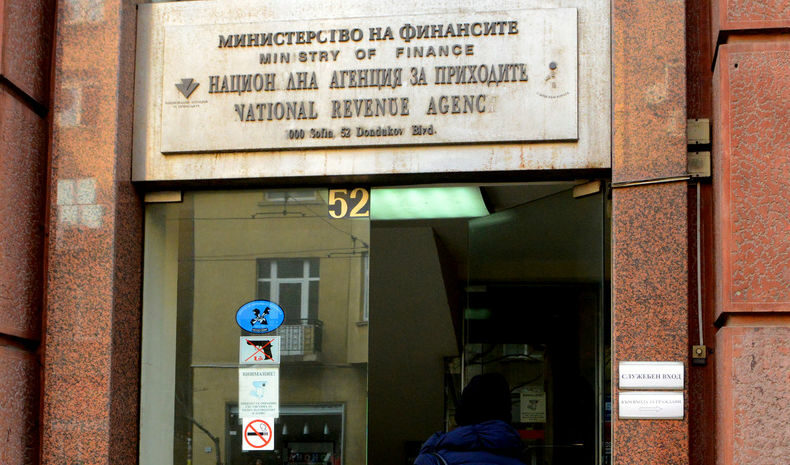 МИНИСТЕРСТВО НА ФИНАНСИТЕ
MINISTRY OF FINANCE
НАЦИОН ЛНА АГЕНЦИЯ ЗА ПРИХОДИТЕ
NATIONAL REVENUE AGENC
000 Sofia, 52 Dondukov Blvd.
52
ВНИМАНИЕ!
СЛУЖЕБЕН ВХОД